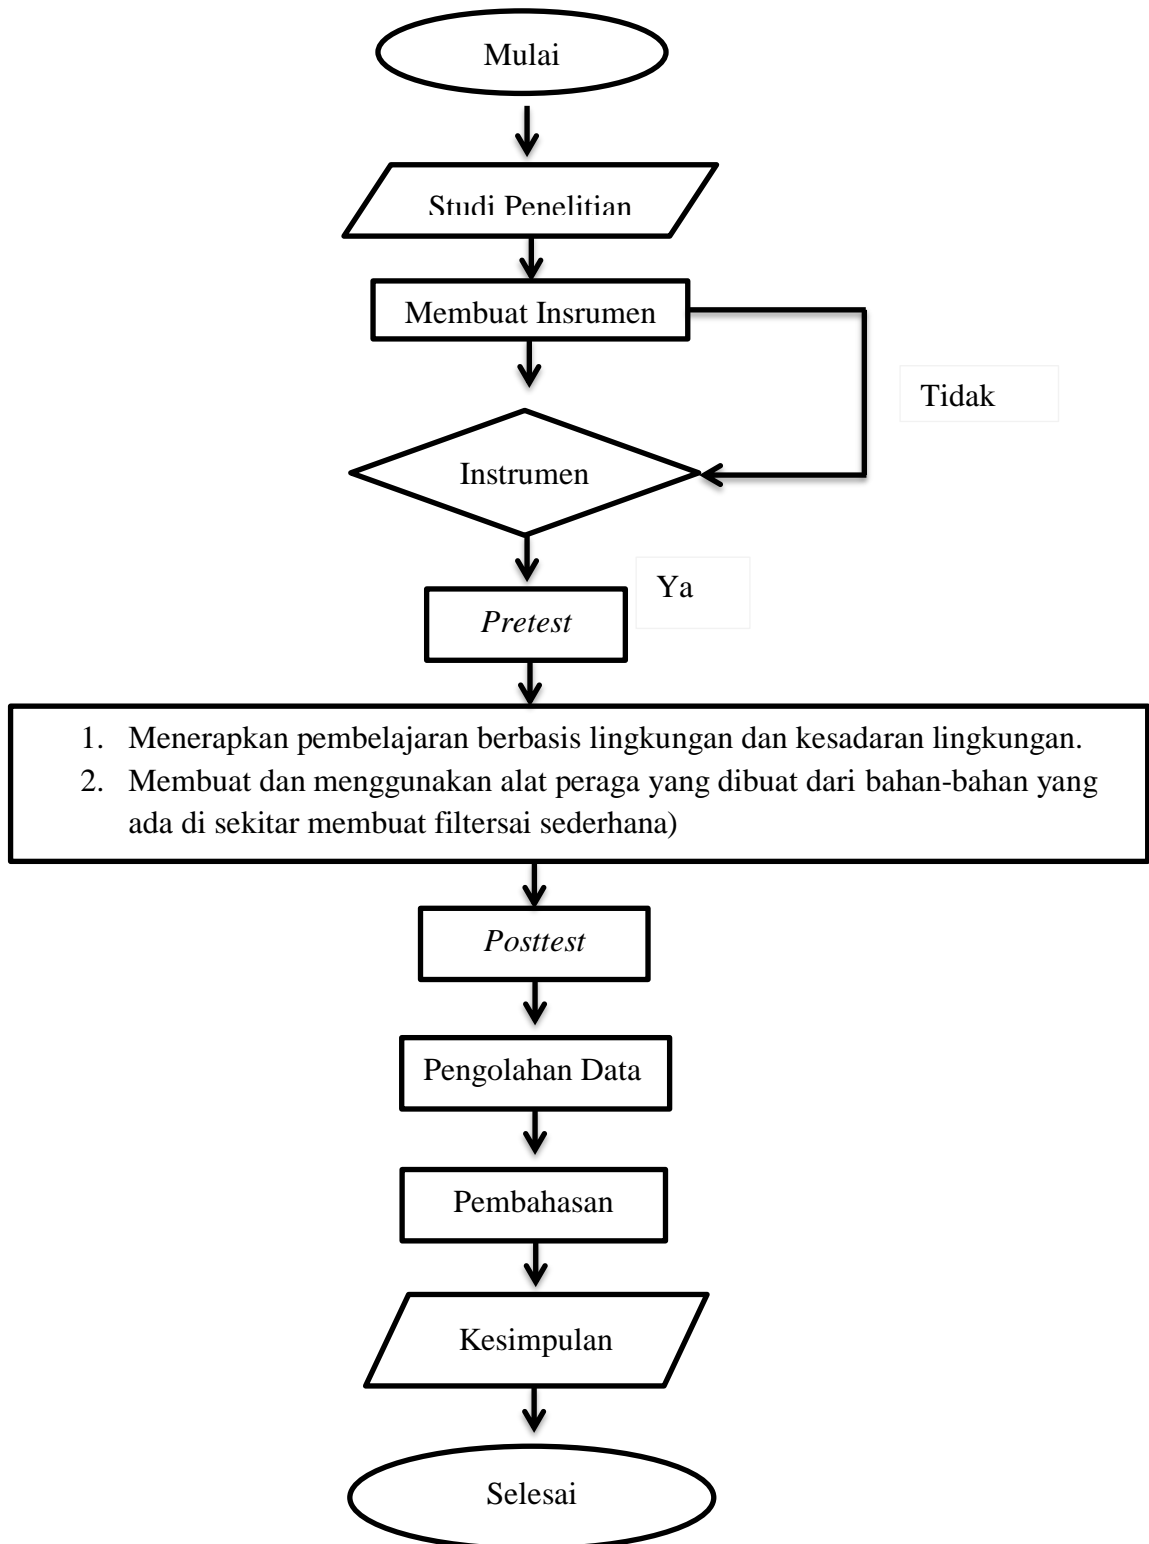 Mulai
Studi Penelitian
Membuat Insrumen
Tidak
Instrumen
Ya
Pretest
1. Menerapkan pembelajaran berbasis lingkungan dan kesadaran lingkungan.
2. Membuat dan menggunakan alat peraga yang dibuat dari bahan-bahan yang
ada di sekitar membuat filtersai sederhana)
Posttest
Pengolahan Data
Pembahasan
Kesimpulan
Selesai